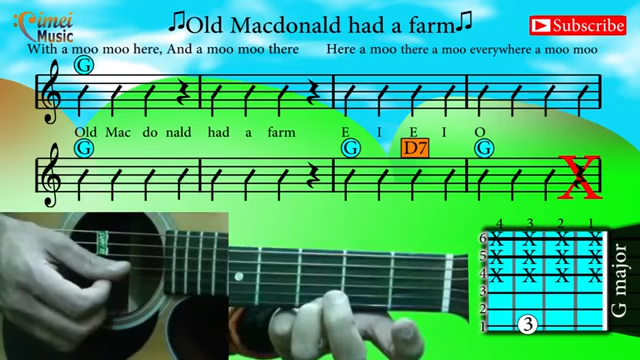 Cimei Music
♫Old Macdonald had a farm♫
Subscribe
With a moo moo here, And a moo moo there Here a moo there a moo everywhere a moo moo
G
Old Mac do nald had a farm E I E I O
G G D7 G
X
4 3 2 1
6 X X X X
5 X X X X
4 X X X X
3
2
1 3
G major